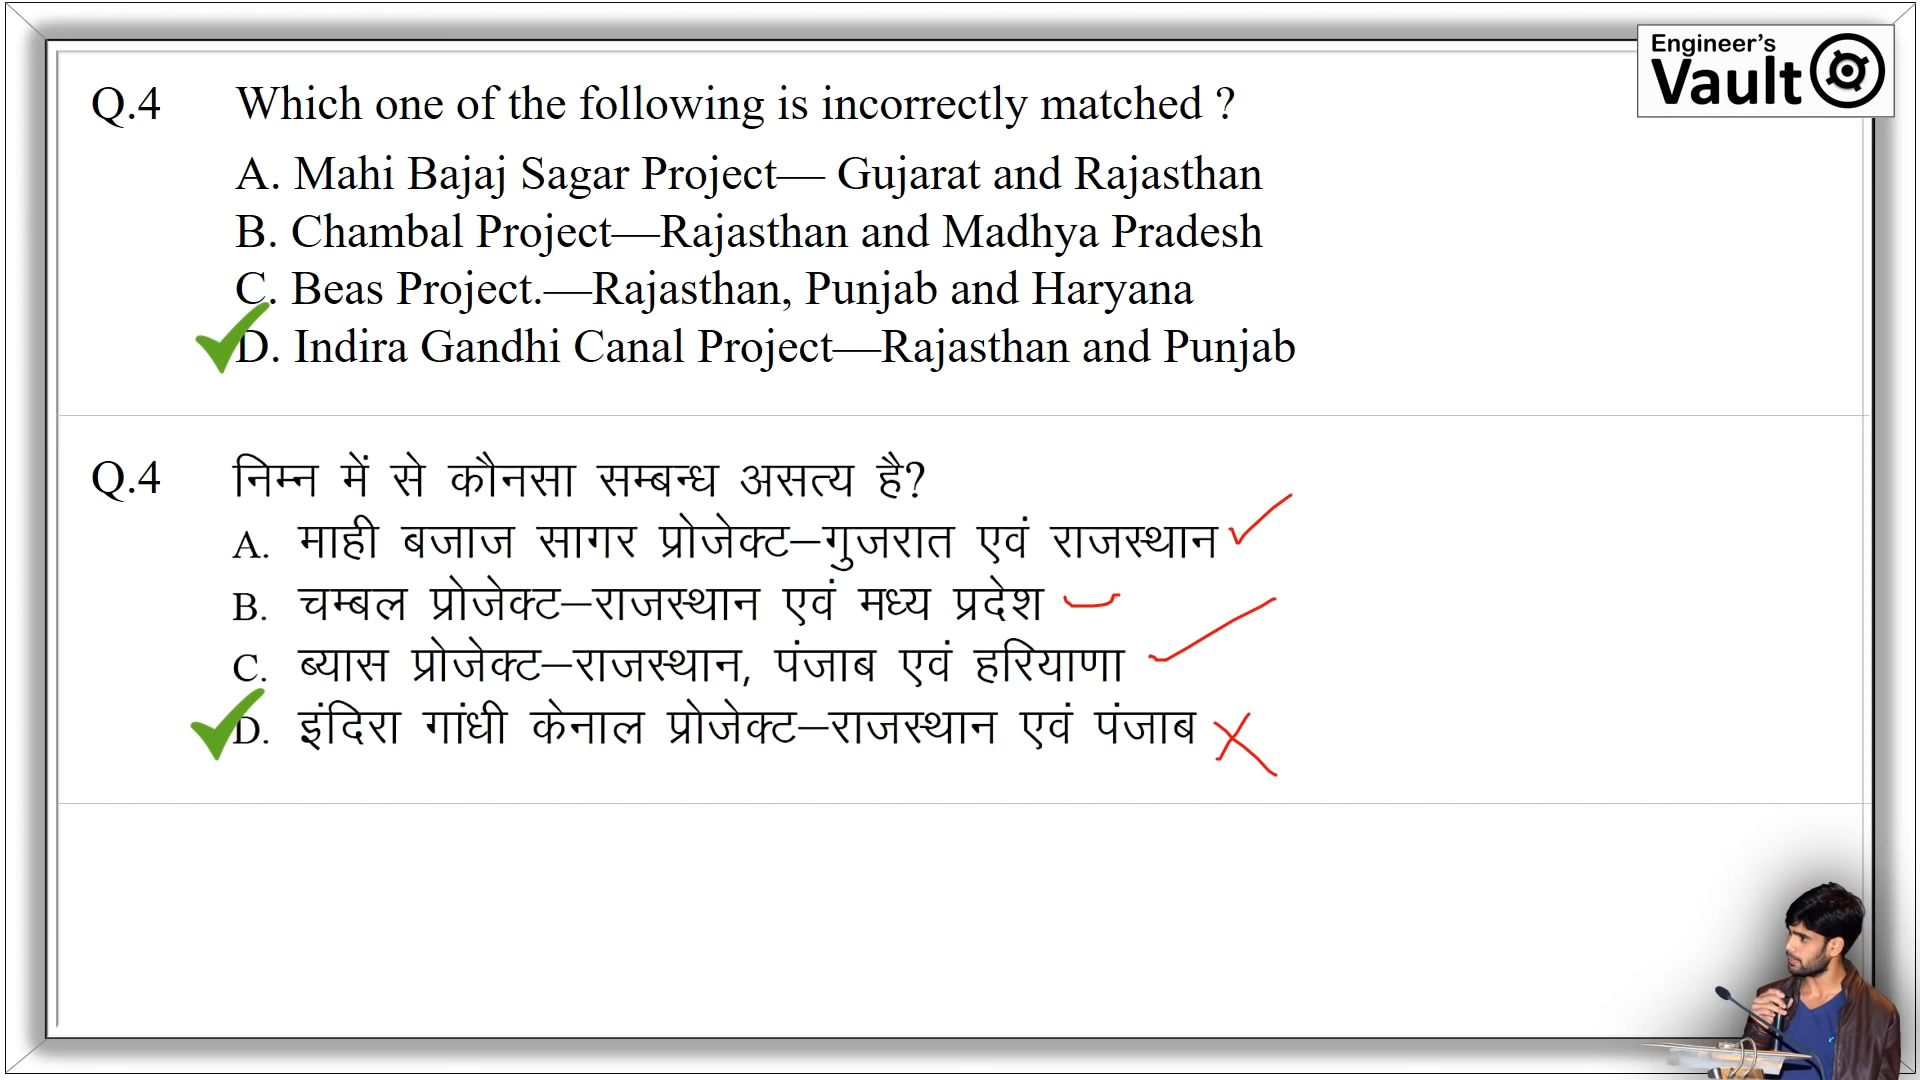 Engineer's
Vault
Q.4 Which one of the following is incorrectly matched ?
A. Mahi Bajaj Sagar Project— Gujarat and Rajasthan
B. Chambal Project—Rajasthan and Madhya Pradesh
C. Beas Project.—Rajasthan, Punjab and Haryana
D. Indira Gandhi Canal Project—Rajasthan and Punjab
Q.4 निम्न में से कौनसा सम्बन्ध असत्य है?
A. माही बजाज सागर प्रोजेक्ट–गुजरात एवं राजस्थान
B. चम्बल प्रोजेक्ट–राजस्थान एवं मध्य प्रदेश
C. ब्यास प्रोजेक्ट–राजस्थान, पंजाब एवं हरियाणा
D. इंदिरा गांधी केनाल प्रोजेक्ट–राजस्थान एवं पंजाब